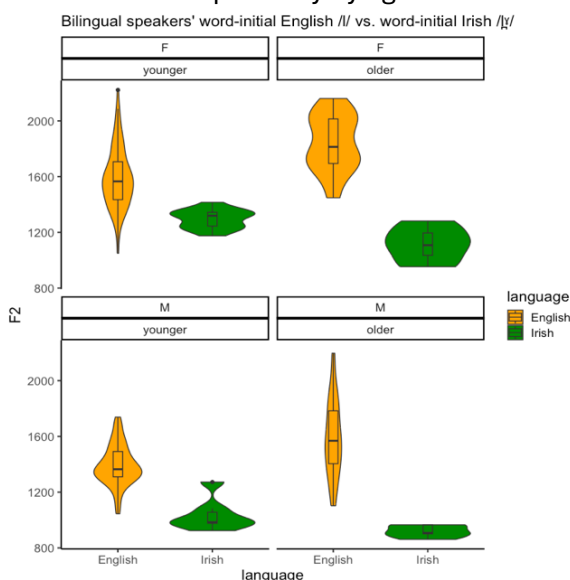 Bilingual speakers' word-initial English /l/ vs. word-initial Irish /l̪ˠ/
F
F
younger
older
2000
1600
1200
800
M
M
younger
older
2000
1600
1200
800
F2
English
Irish
English
Irish
language
language
English
Irish